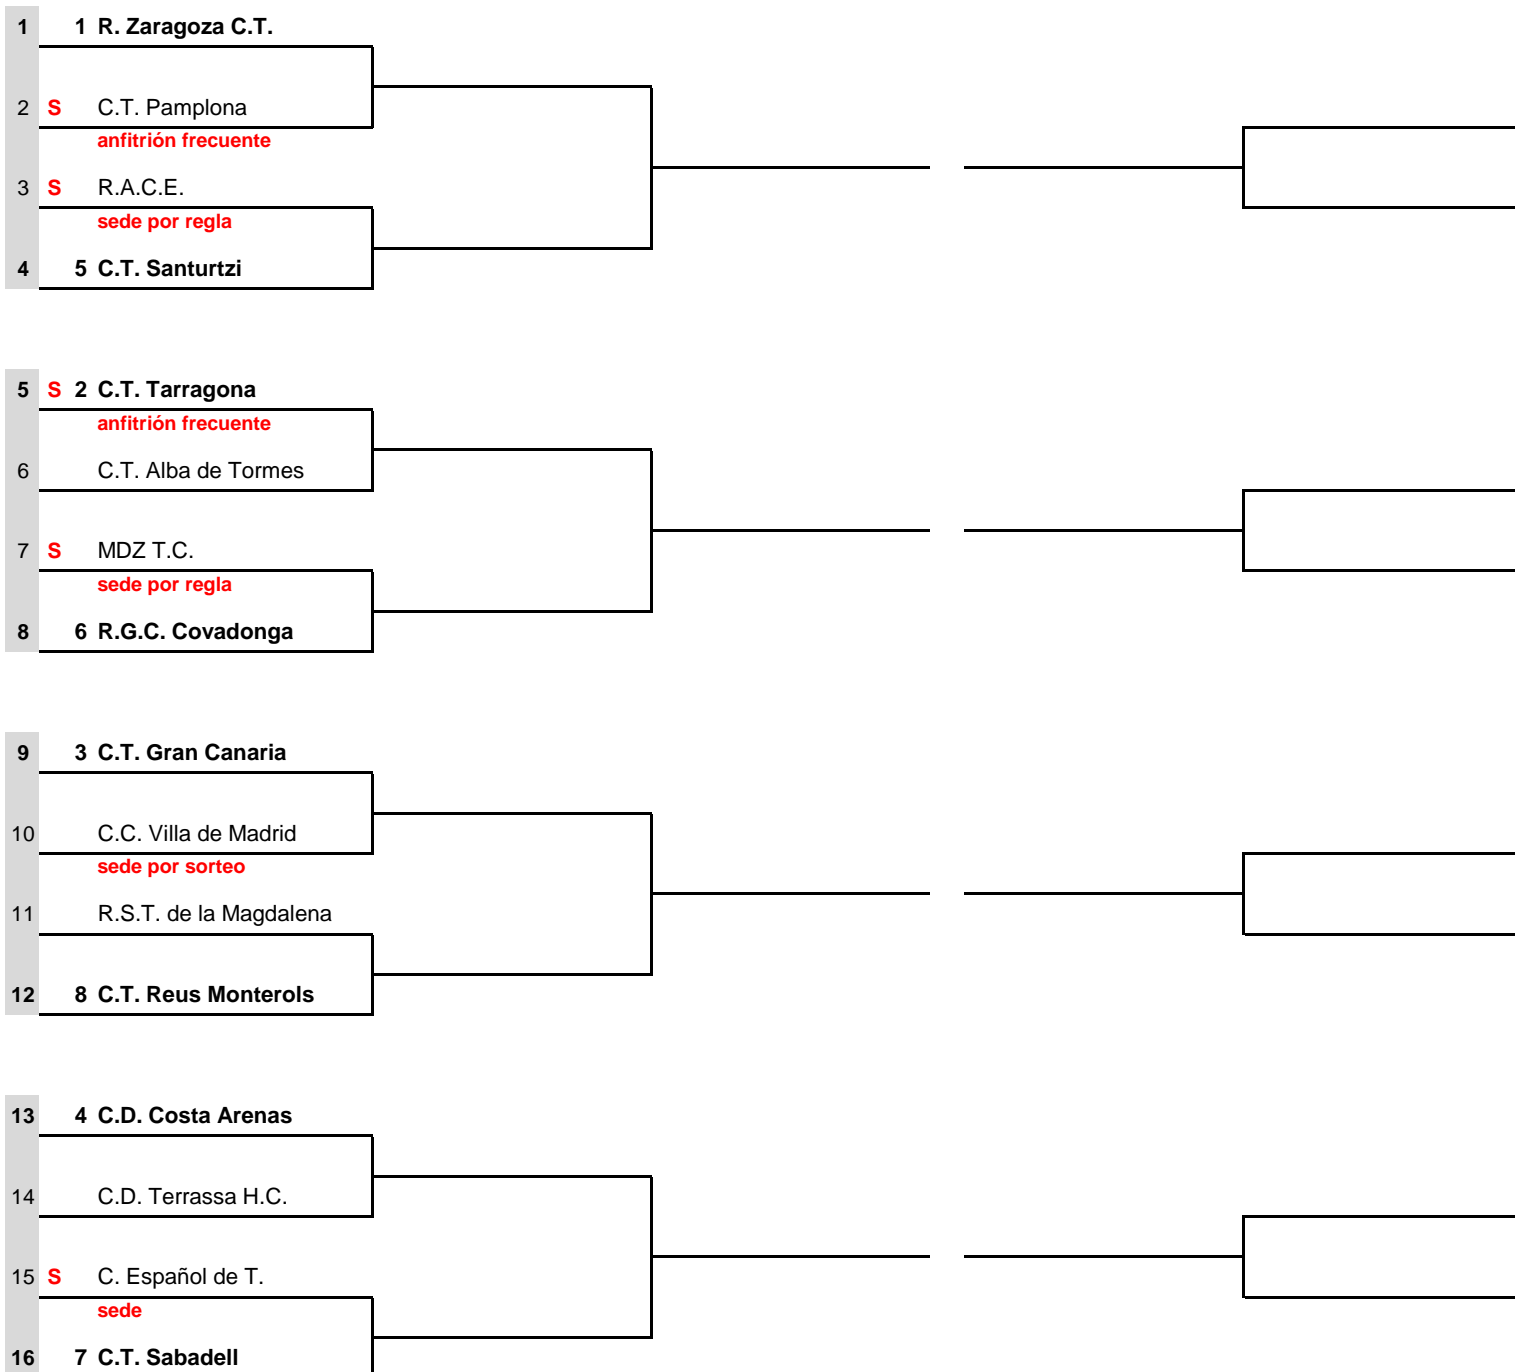 1 1 R. Zaragoza C.T.
2 S C.T. Pamplona
anfitrión frecuente
3 S R.A.C.E.
sede por regla
4 5 C.T. Santurtzi
5 S 2 C.T. Tarragona
anfitrión frecuente
6 C.T. Alba de Tormes
7 S MDZ T.C.
sede por regla
8 6 R.G.C. Covadonga
9 3 C.T. Gran Canaria
10 C.C. Villa de Madrid
sede por sorteo
11 R.S.T. de la Magdalena
12 8 C.T. Reus Monterols
13 4 C.D. Costa Arenas
14 C.D. Terrassa H.C.
15 S C. Español de T.
sede
16 7 C.T. Sabadell